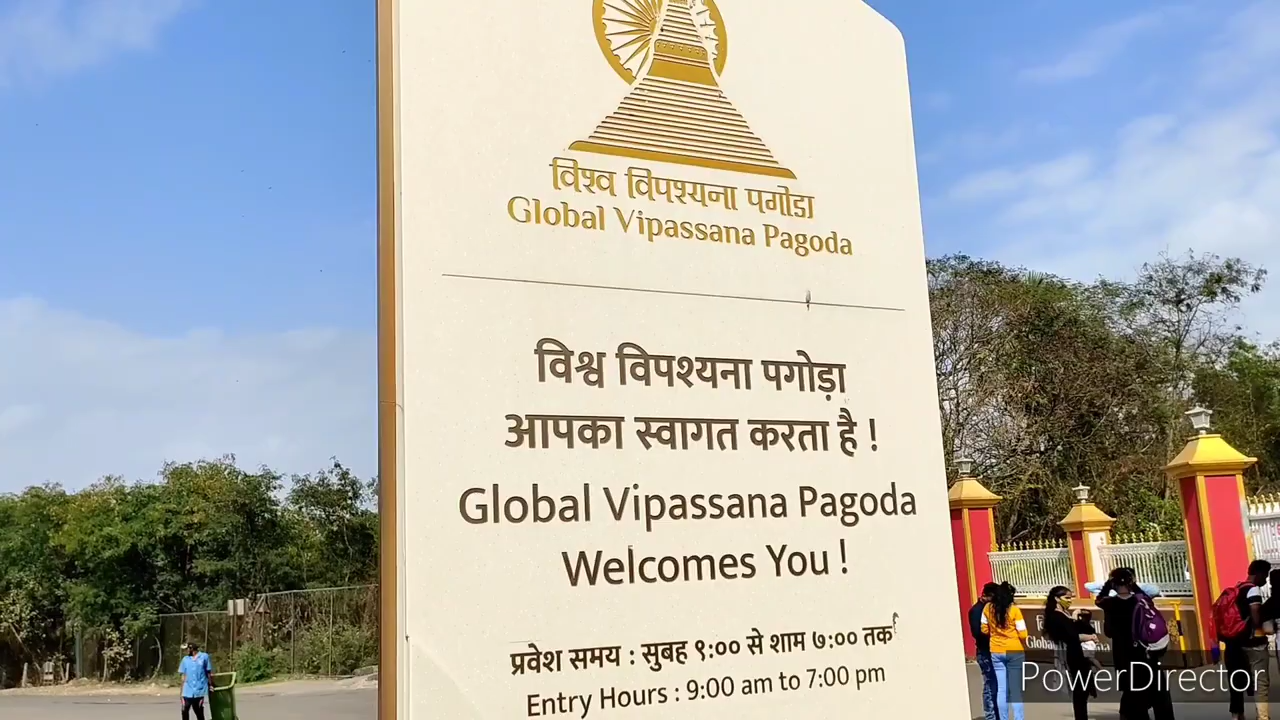 विश्व विपश्यना पगोडा
Global Vipassana Pagoda
विश्व विपश्यना पगोड़ा
आपका स्वागत करता है !
Global Vipassana Pagoda
Welcomes You !
प्रवेश समय : सुबह ९:०० से शाम ७:०० तक
Entry Hours : 9:00 am to 7:00 pm
Global
PowerDirector